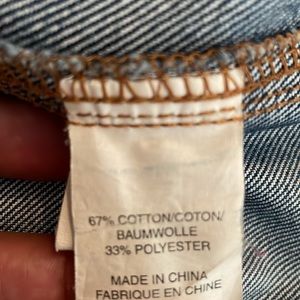 67% COTTON/COTON/
BAUMWOLLE
33% POLYESTER
MADE IN CHINA
FABRIQUE EN CHINE